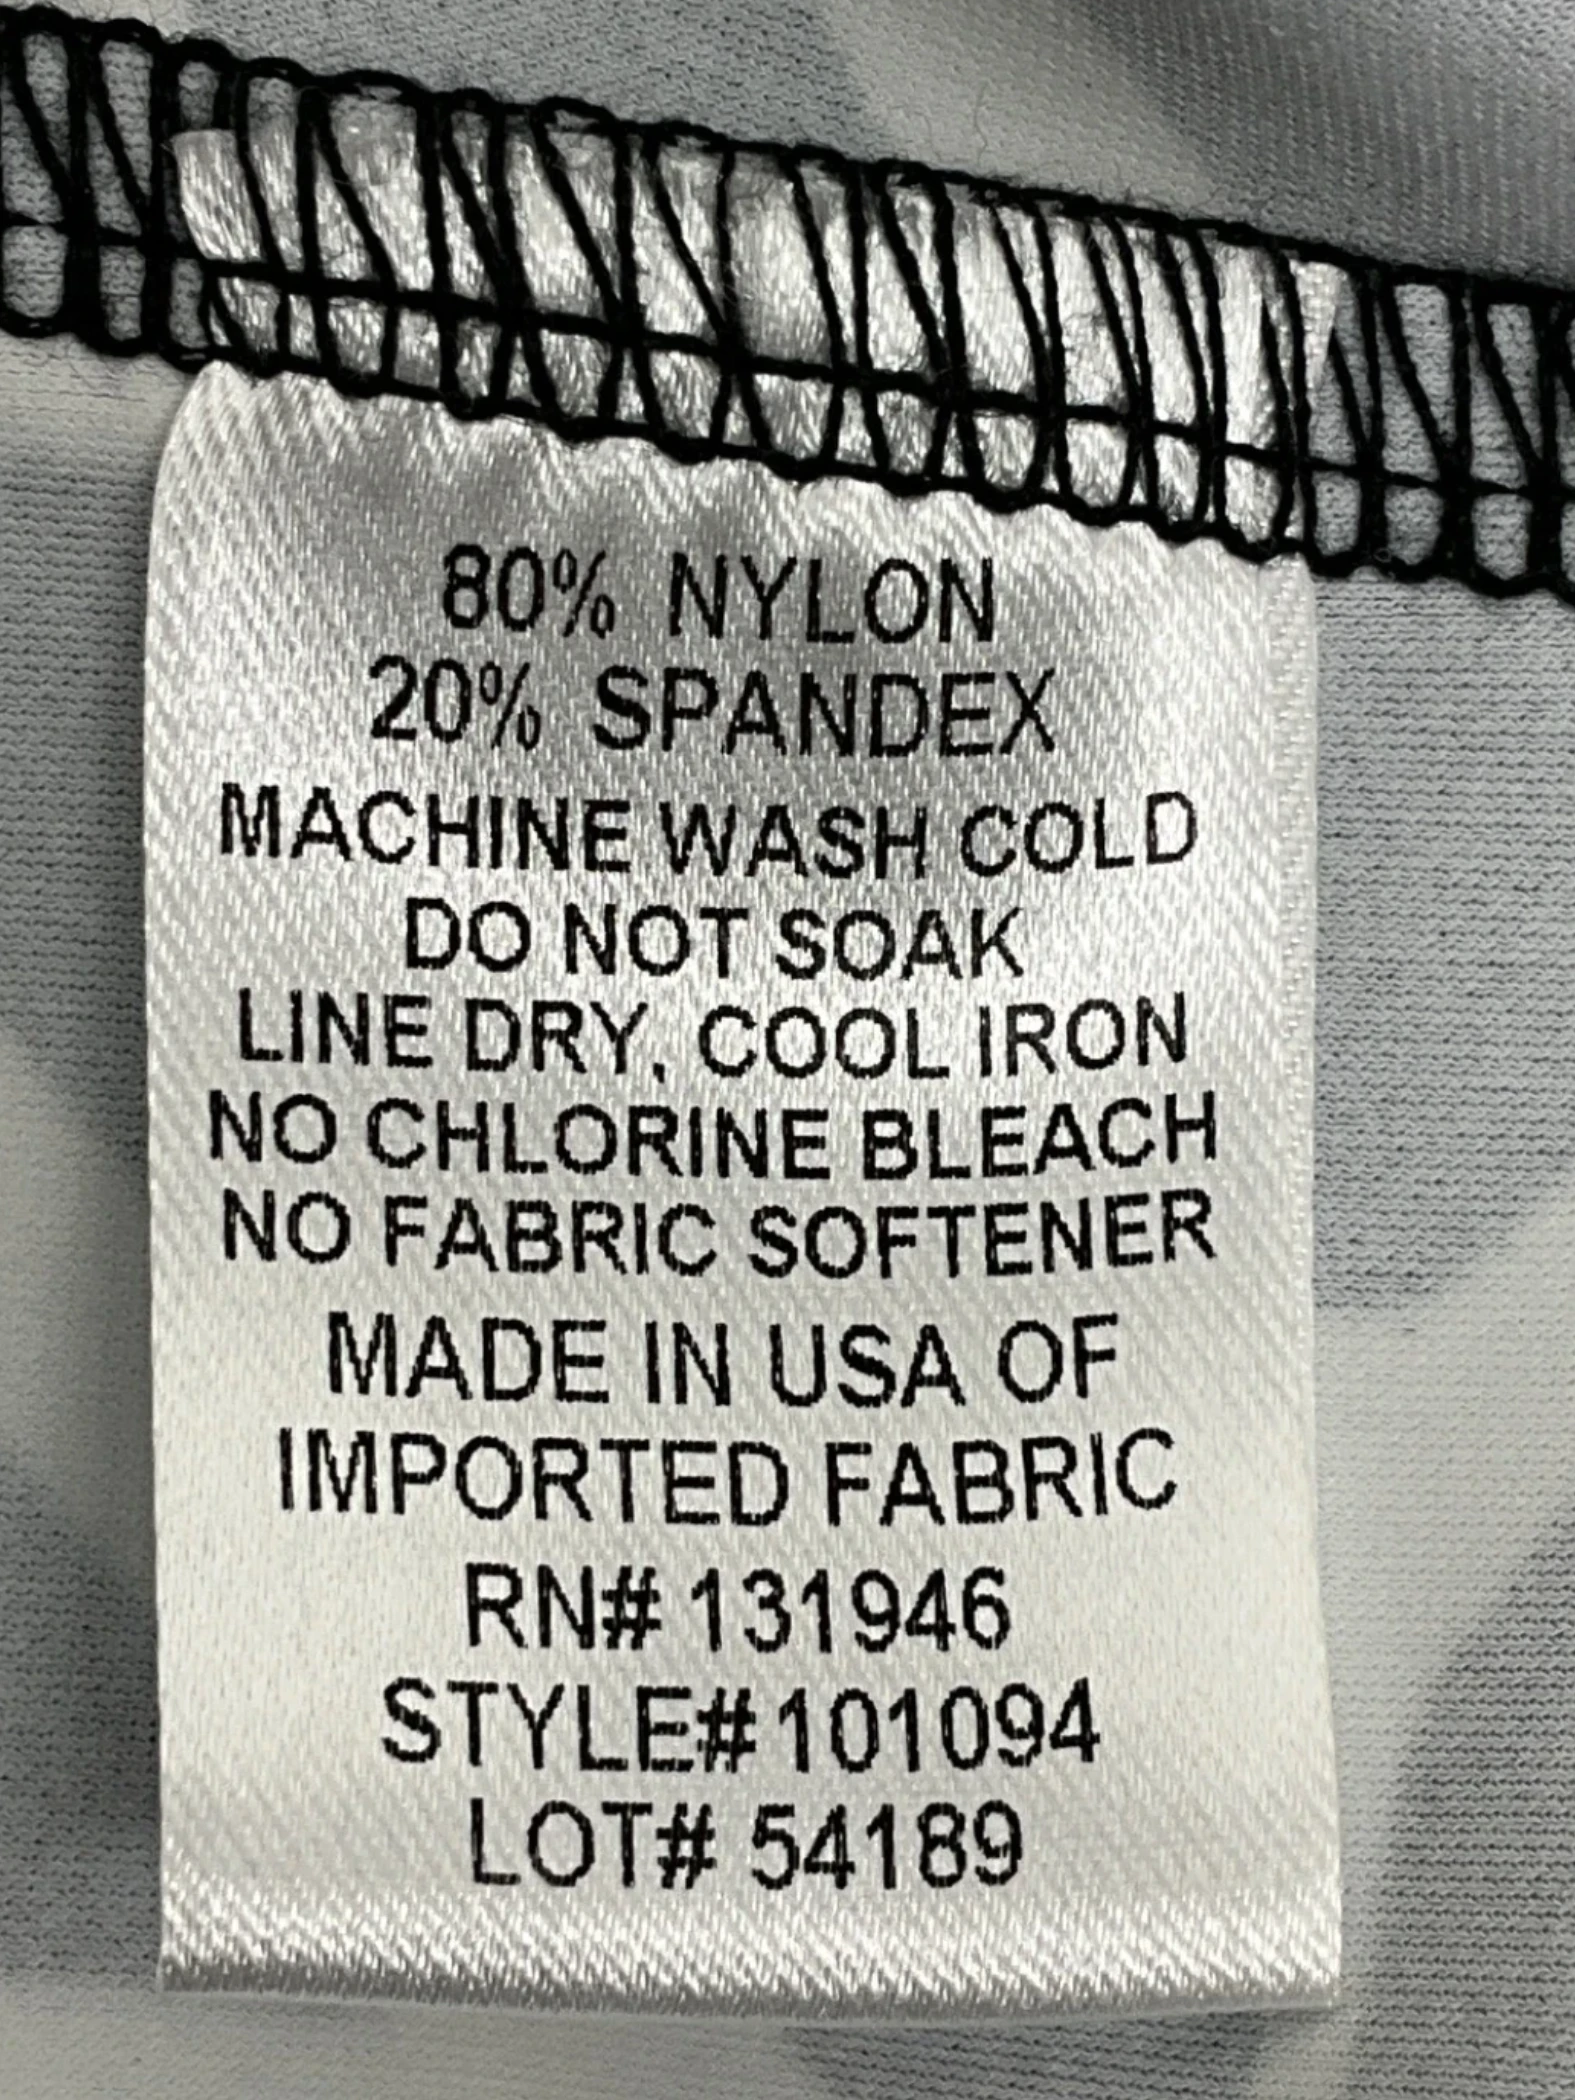 80% NYLON
20% SPANDEX
MACHINE WASH COLD
DO NOT SOAK
LINE DRY, COOL IRON
NO CHLORINE BLEACH
NO FABRIC SOFTENER
MADE IN USA OF
IMPORTED FABRIC
RN# 131946
STYLE# 101094
LOT# 54189